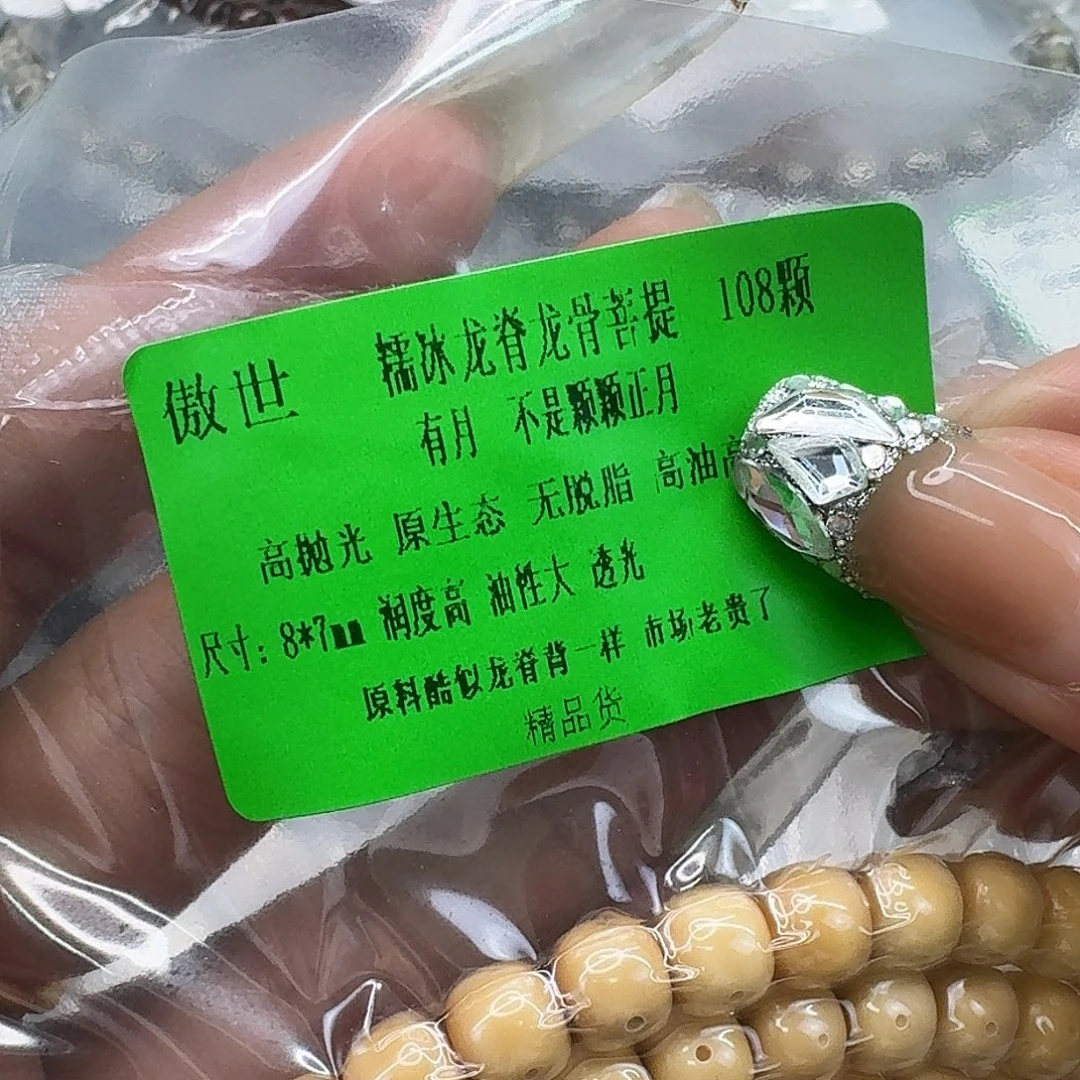 傲世 糯冰龙脊龙骨菩提 108颗
有月 不是颗颗正月
高抛光 原生态 无脱脂 高油高
尺寸：8*7mm 润度高 油性大 透光
原料酷似龙脊背一样 市场老贵了
精品货